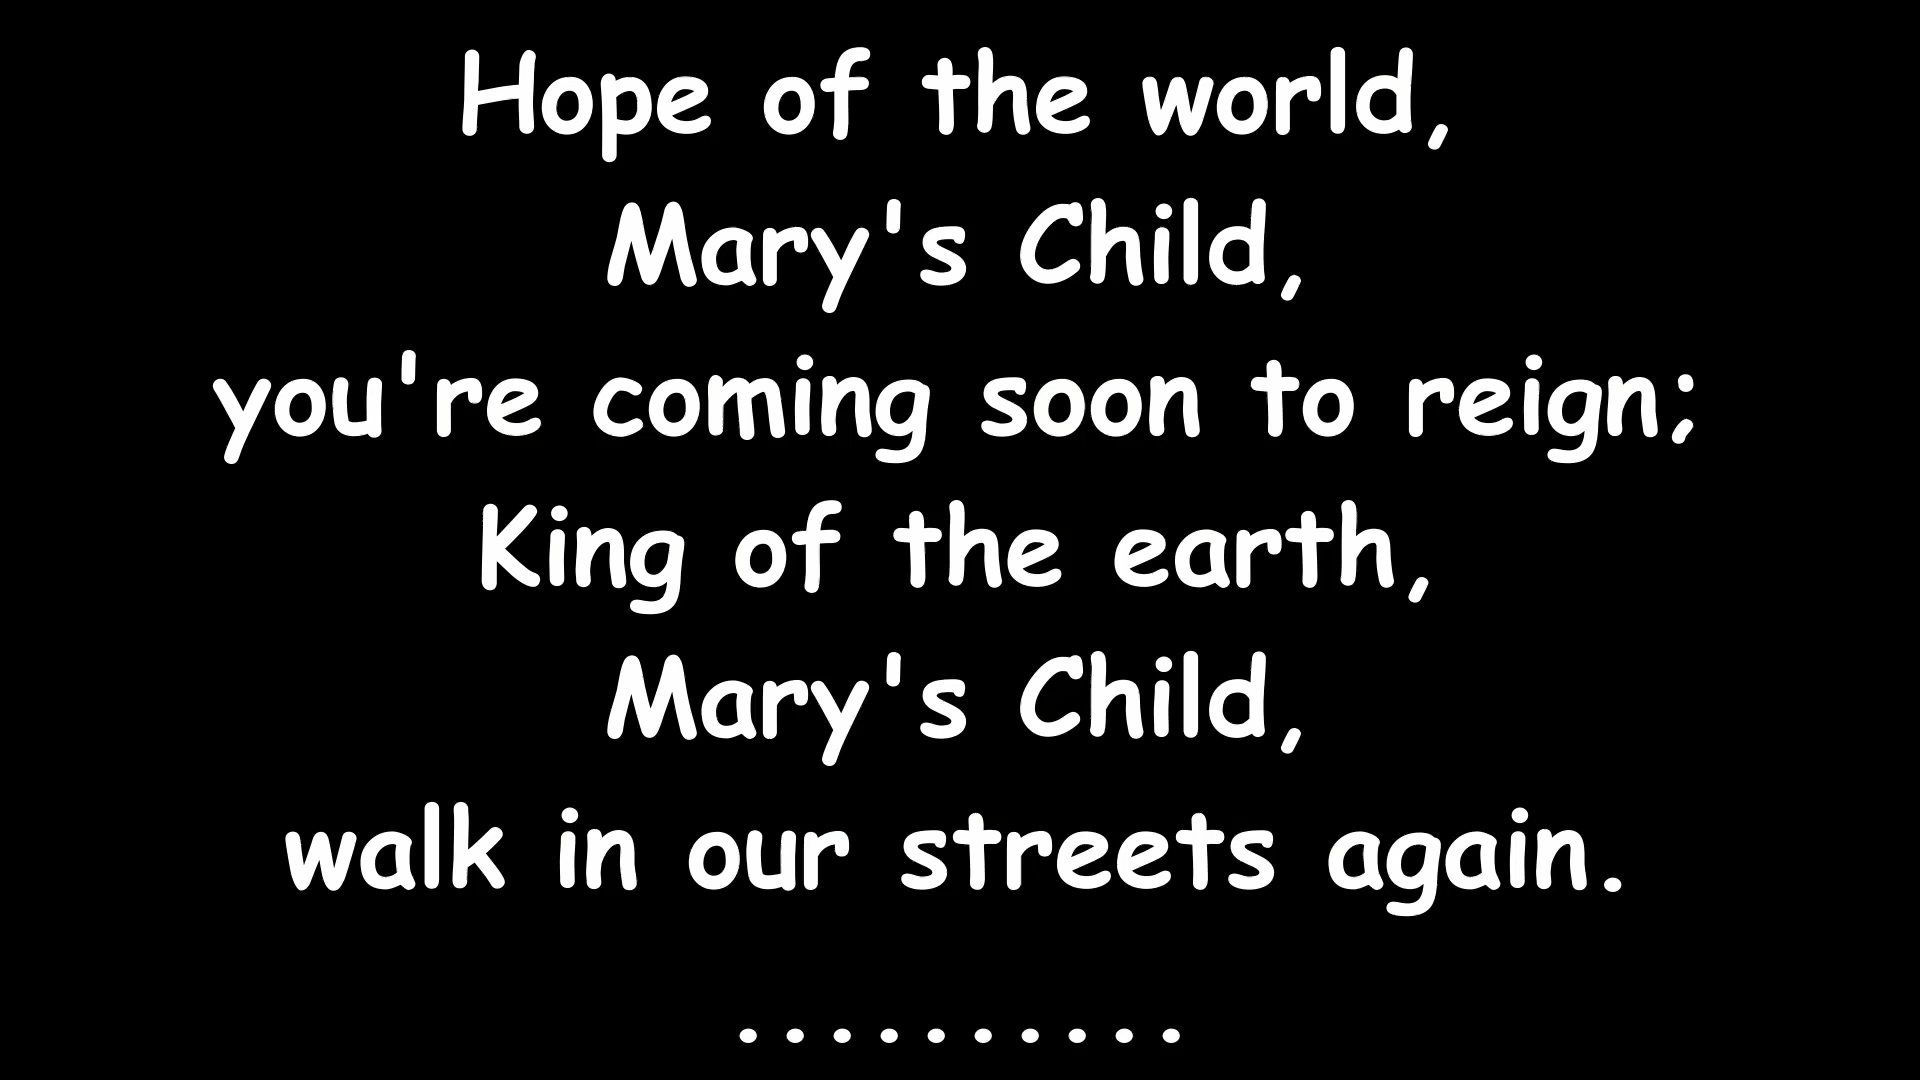 Hope of the world,
Mary's Child,
you're coming soon to reign;
King of the earth,
Mary's Child,
walk in our streets again.
. . . . . . . . . .